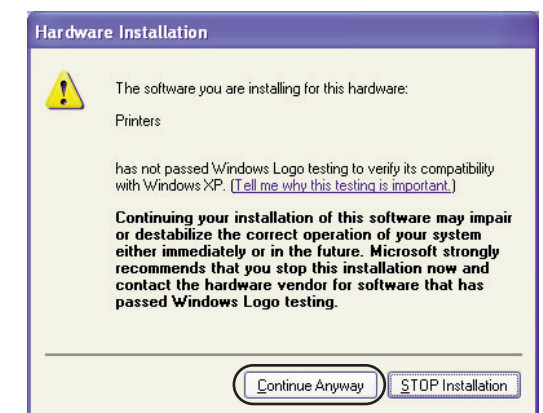 Hardware Installation
The software you are installing for this hardware:
Printers
has not passed Windows Logo testing to verify its compatibility
with Windows XP. (Tell me why this testing is important.)
Continuing your installation of this software may impair
or destabilize the correct operation of your system
either immediately or in the future. Microsoft strongly
recommends that you stop this installation now and
contact the hardware vendor for software that has
passed Windows Logo testing.
Continue Anyway STOP Installation